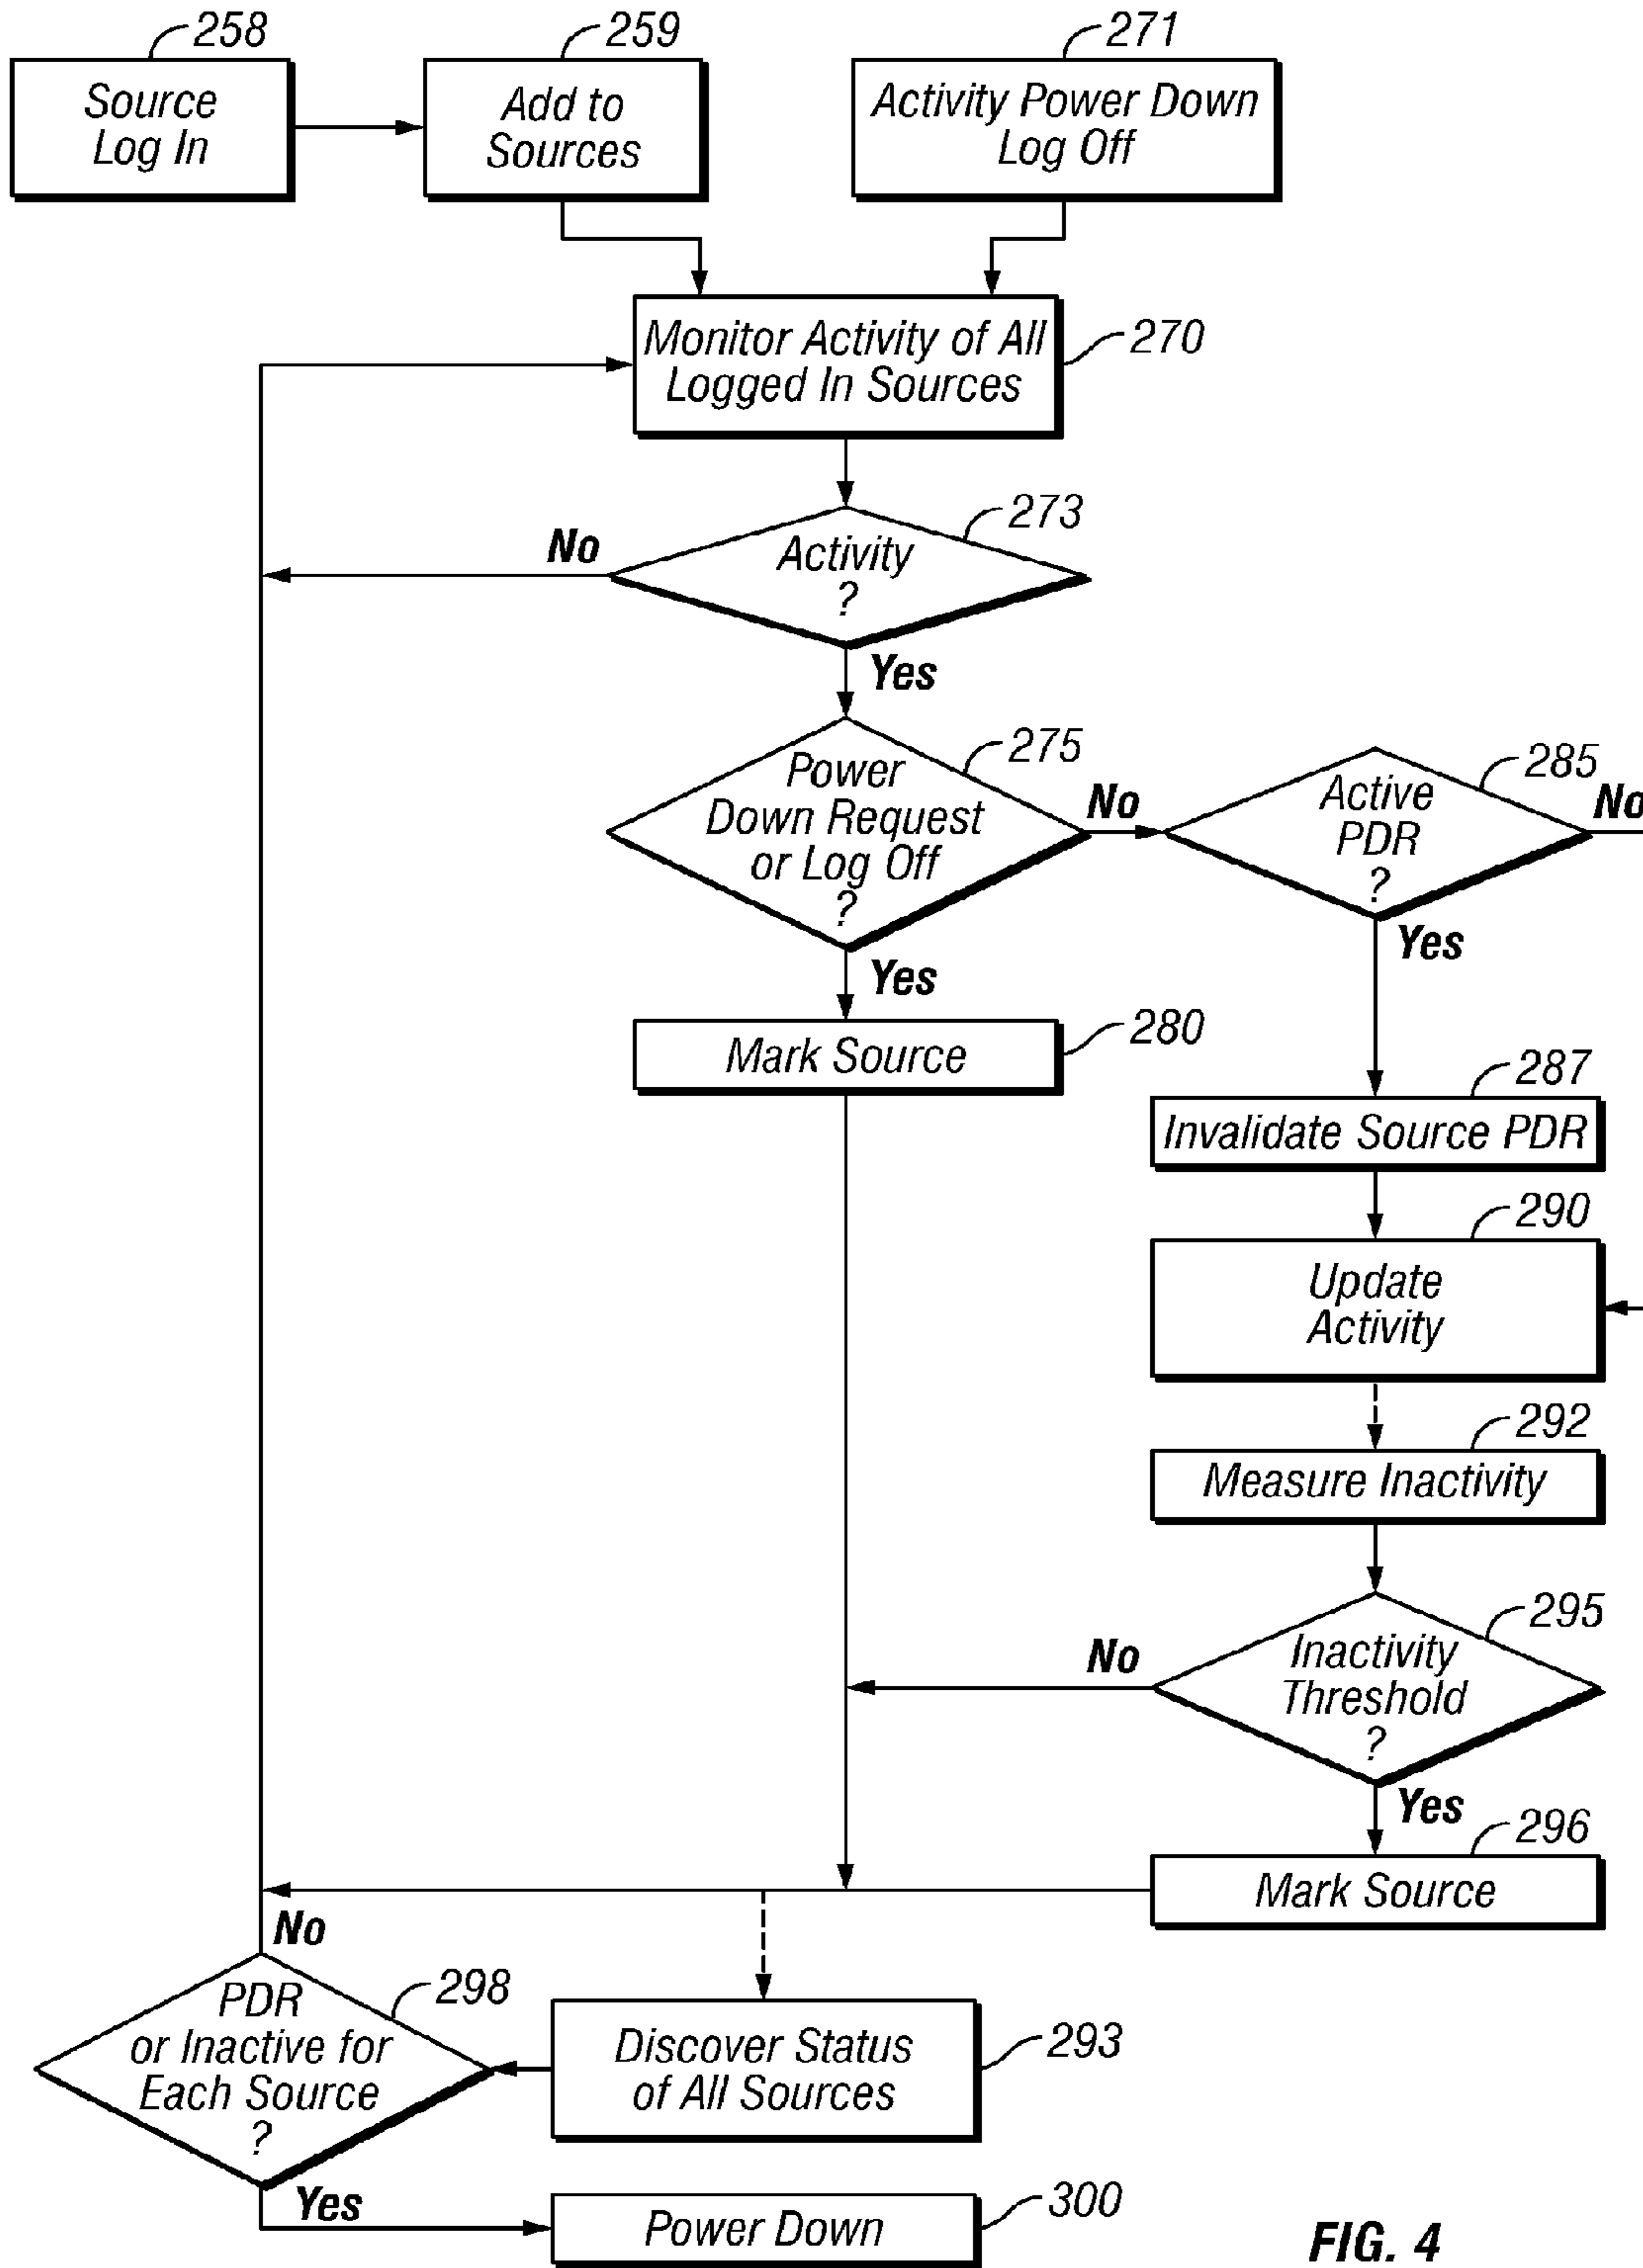 258
Source
Log In
259
Add to
Sources
271
Activity Power Down
Log Off
Monitor Activity of All
Logged In Sources
270
273
Activity
?
No
Yes
275
Power
Down Request
or Log Off
?
No
Yes
285
Active
PDR
?
No
Yes
Mark Source
280
287
Invalidate Source PDR
290
Update
Activity
292
Measure Inactivity
295
Inactivity
Threshold
?
No
Yes
296
Mark Source
No
298
PDR
or Inactive for
Each Source
?
Yes
Discover Status
of All Sources
293
Power Down
300
FIG. 4